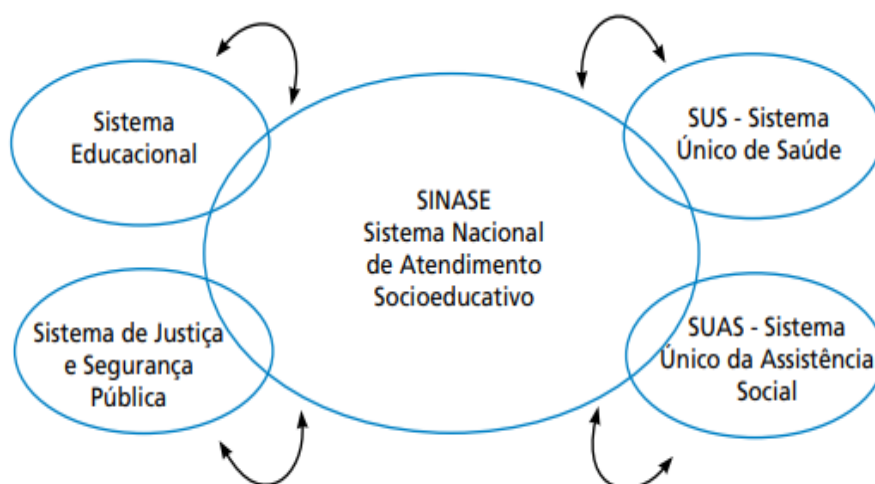 Sistema
Educacional
SUS - Sistema
Único de Saúde
SINASE
Sistema Nacional
de Atendimento
Socioeducativo
Sistema de Justiça
e Segurança
Pública
SUAS - Sistema
Único da Assistência
Social